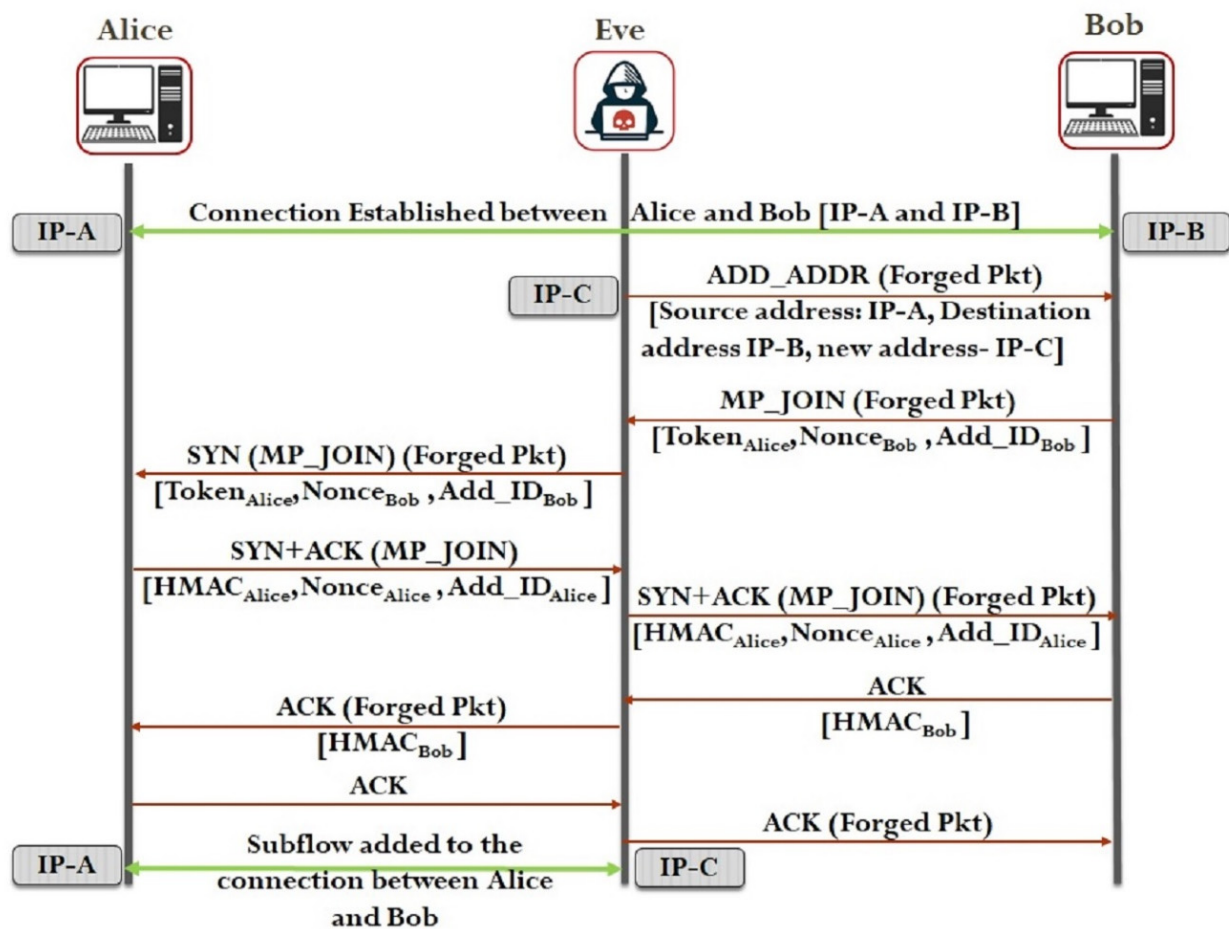 Alice
Eve
Bob
Connection Established between Alice and Bob [IP-A and IP-B]
IP-A
IP-B
IP-C
ADD_ADDR (Forged Pkt)
[Source address: IP-A, Destination
address IP-B, new address- IP-C]
MP_JOIN (Forged Pkt)
[TokenAlice,NonceBob ,Add_IDBob]
SYN (MP_JOIN) (Forged Pkt)
[TokenAlice,NonceBob ,Add_IDBob]
SYN+ACK (MP_JOIN)
[HMACAlice,NonceAlice ,Add_IDAlice]
SYN+ACK (MP_JOIN) (Forged Pkt)
[HMACAlice,NonceAlice ,Add_IDAlice]
ACK
[HMACBob]
ACK (Forged Pkt)
[HMACBob]
ACK
ACK (Forged Pkt)
IP-A
Subflow added to the
connection between Alice
and Bob
IP-C